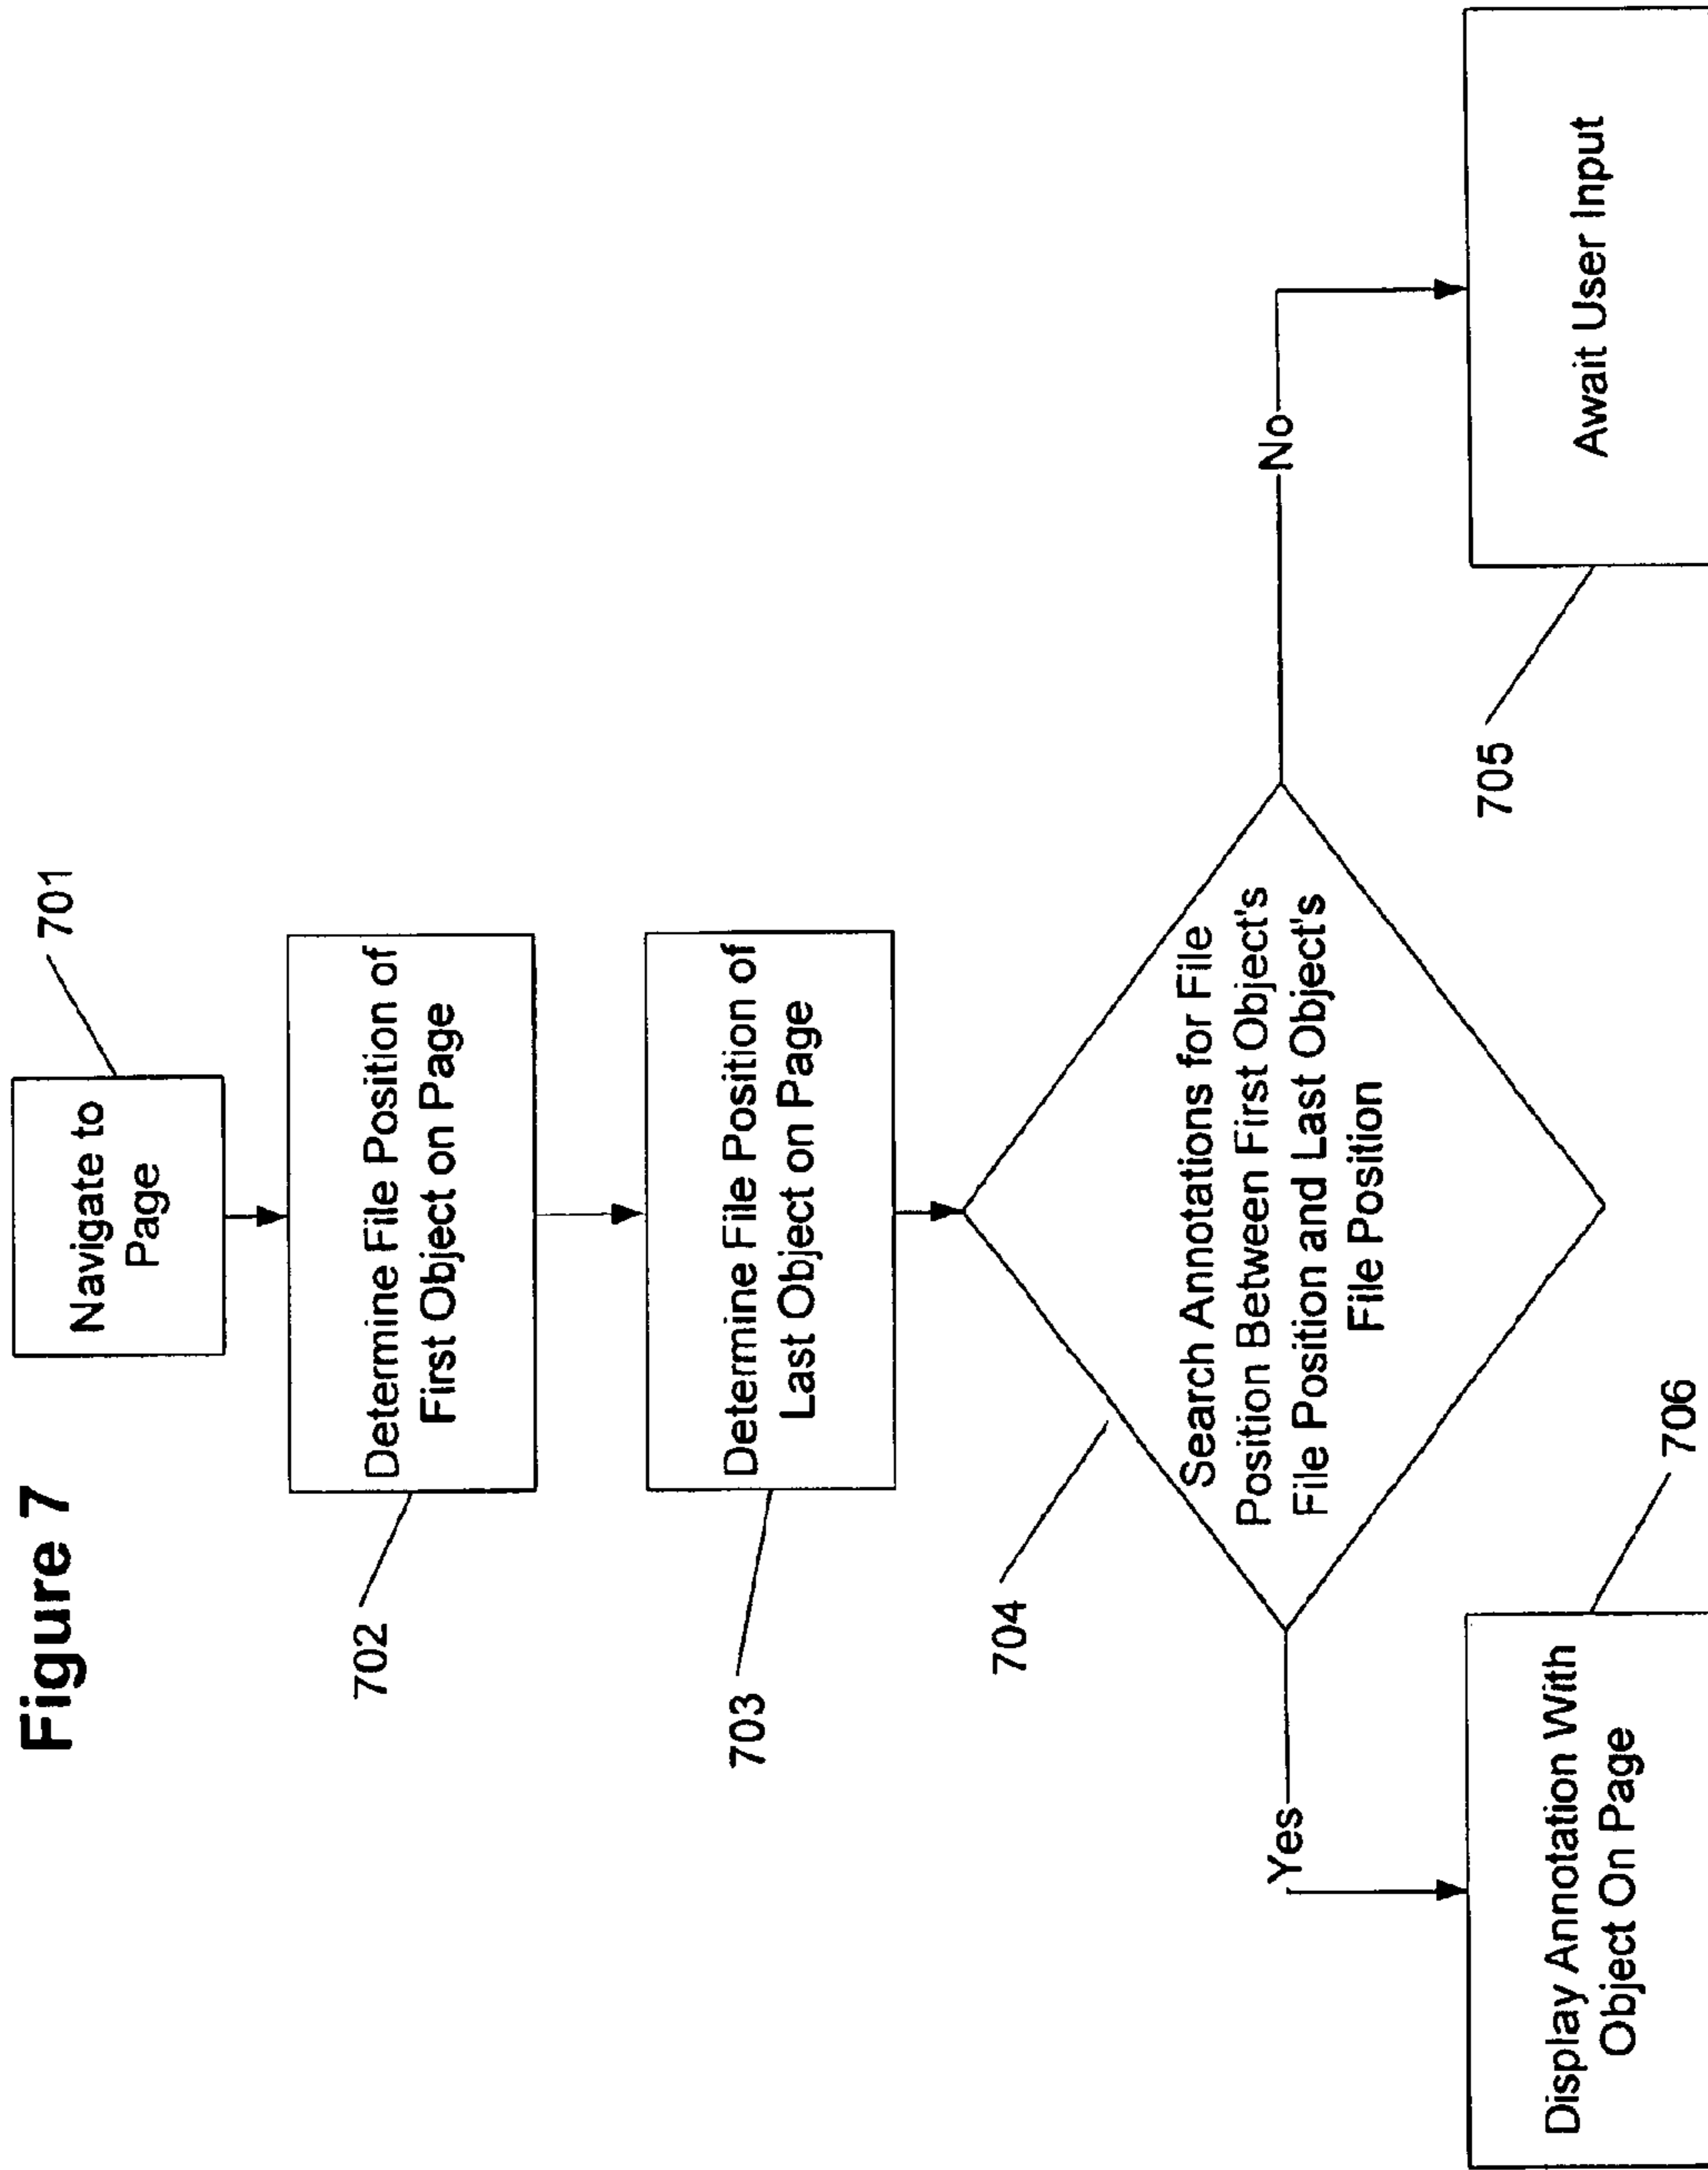 Figure 7
Navigate to
Page
701
Determine File Position of
First Object on Page
702
Determine File Position of
Last Object on Page
703
Search Annotations for File
Position Between First Object's
File Position and Last Object's
File Position
704
Yes
No
Display Annotation With
Object On Page
706
Await User Input
705